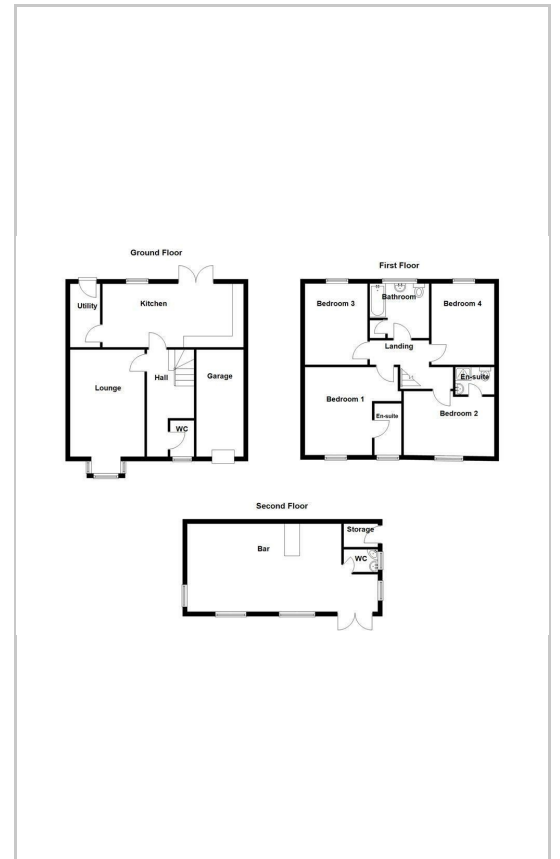 Ground Floor
Kitchen
Utility
Lounge
Hall
Garage
WC
First Floor
Bedroom 3
Bathroom
Bedroom 4
Landing
En-suite
Bedroom 1
En-suite
Bedroom 2
Second Floor
Storage
Bar
WC